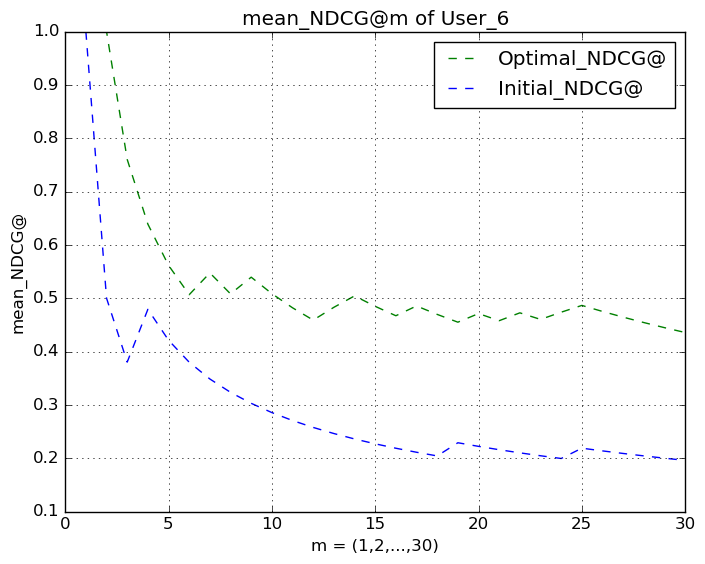 mean_NDCG@m of User_6
Optimal_NDCG@
Initial_NDCG@
mean_NDCG@
1.0
0.9
0.8
0.7
0.6
0.5
0.4
0.3
0.2
0.1
0 5 10 15 20 25 30
m = (1,2,...,30)